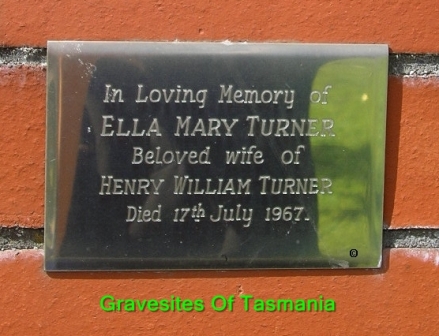 In Loving Memory of
ELLA MARY TURNER
Beloved wife of
HENRY WILLIAM TURNER
Died 17th July 1967.
©
Gravesites Of Tasmania